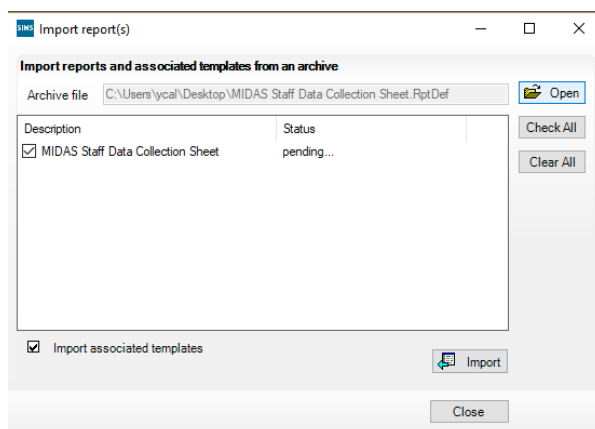 SIMS Import report(s)
Import reports and associated templates from an archive
Archive file C:\Users\ycal\Desktop\MIDAS Staff Data Collection Sheet.RptDef Open
Description Status Check All
MIDAS Staff Data Collection Sheet pending...
Clear All
Import associated templates
Import
Close